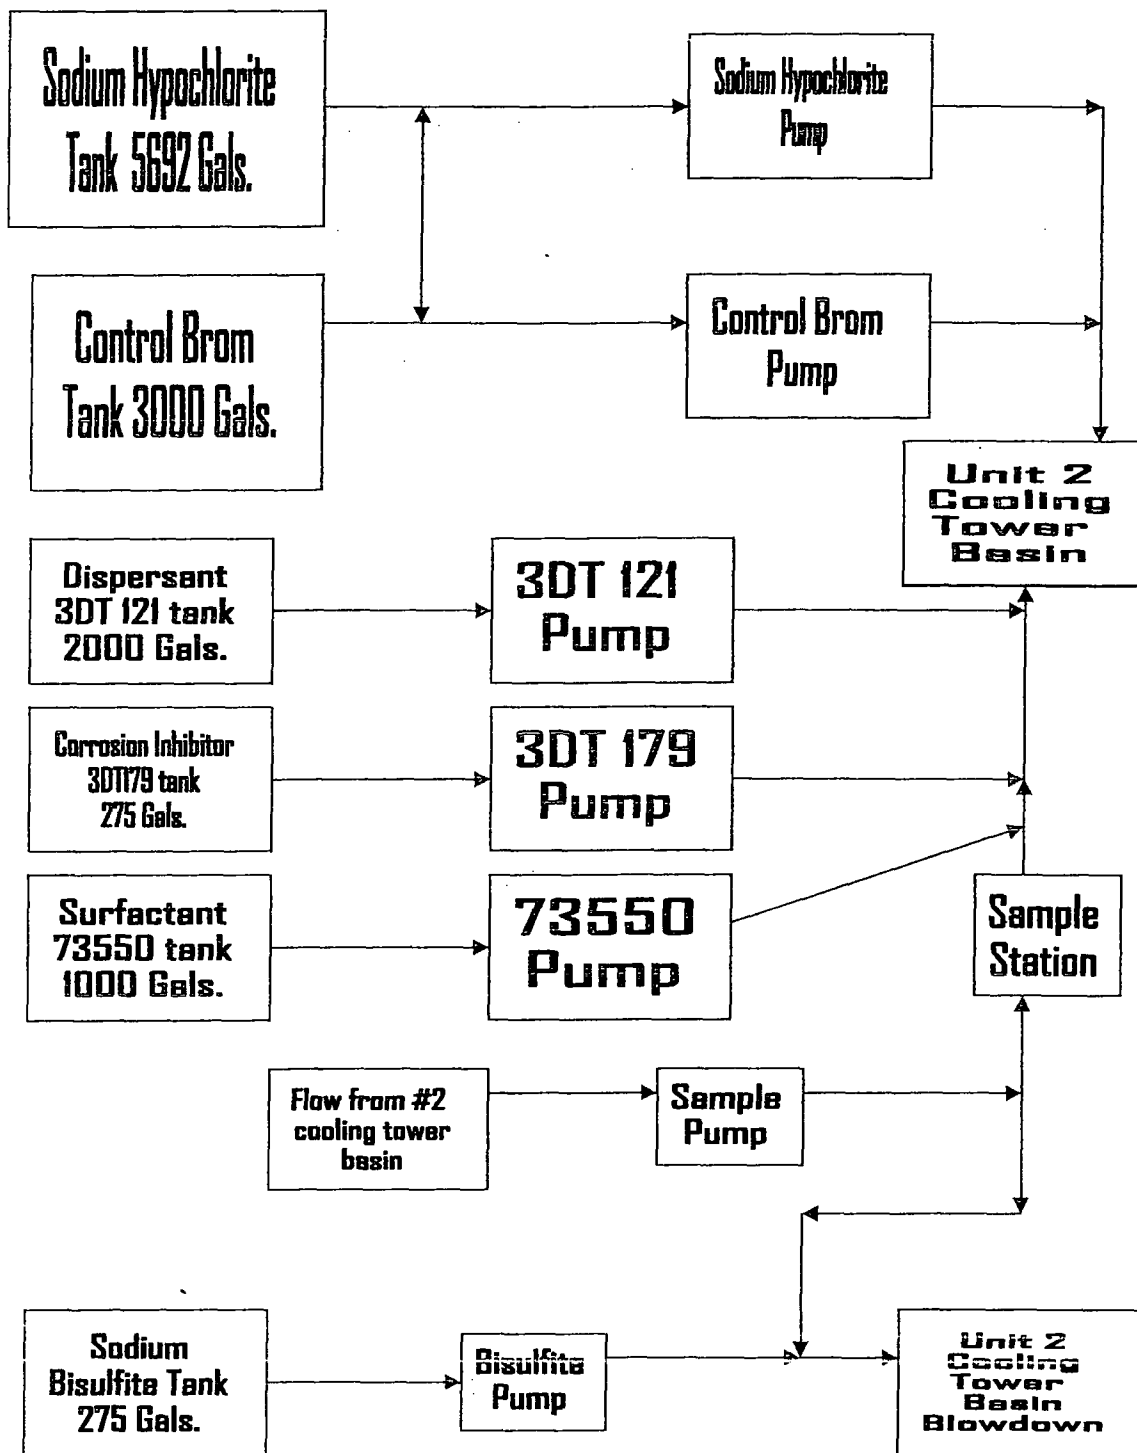 Sodium Hypochlorite
Tank 5692 Gals.
Sodium Hypochlorite
Pump
Control Brom
Tank 3000 Gals.
Control Brom
Pump
Unit 2
Cooling
Tower
Basin
Dispersant
3DT 121 tank
2000 Gals.
3DT 121
Pump
Corrosion Inhibitor
3DT179 tank
275 Gals.
3DT 179
Pump
Surfactant
73550 tank
1000 Gals.
73550
Pump
Sample
Station
Flow from #2
cooling tower
basin
Sample
Pump
Sodium
Bisulfite Tank
275 Gals.
Bisulfite
Pump
Unit 2
Cooling
Tower
Basin
Blowdown